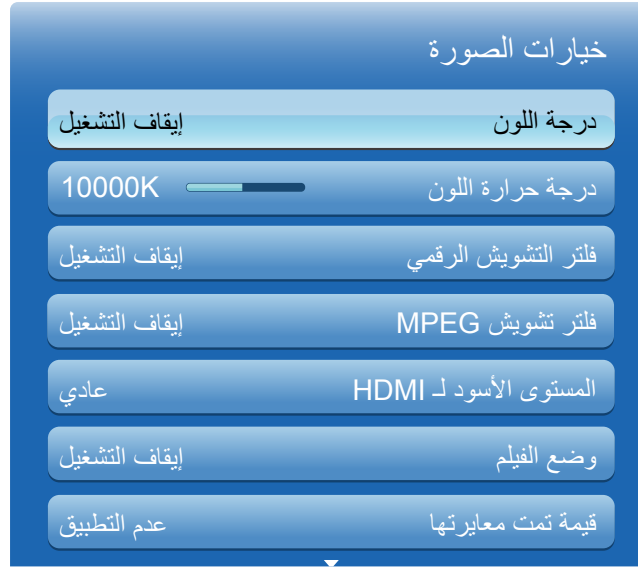 خيارات الصورة
درجة اللون إيقاف التشغيل
درجة حرارة اللون 10000K
فلتر التشويش الرقمي إيقاف التشغيل
فلتر تشويش MPEG إيقاف التشغيل
المستوى الأسود لـ HDMI عادي
وضع الفيلم إيقاف التشغيل
قيمة تمت معايرتها عدم التطبيق